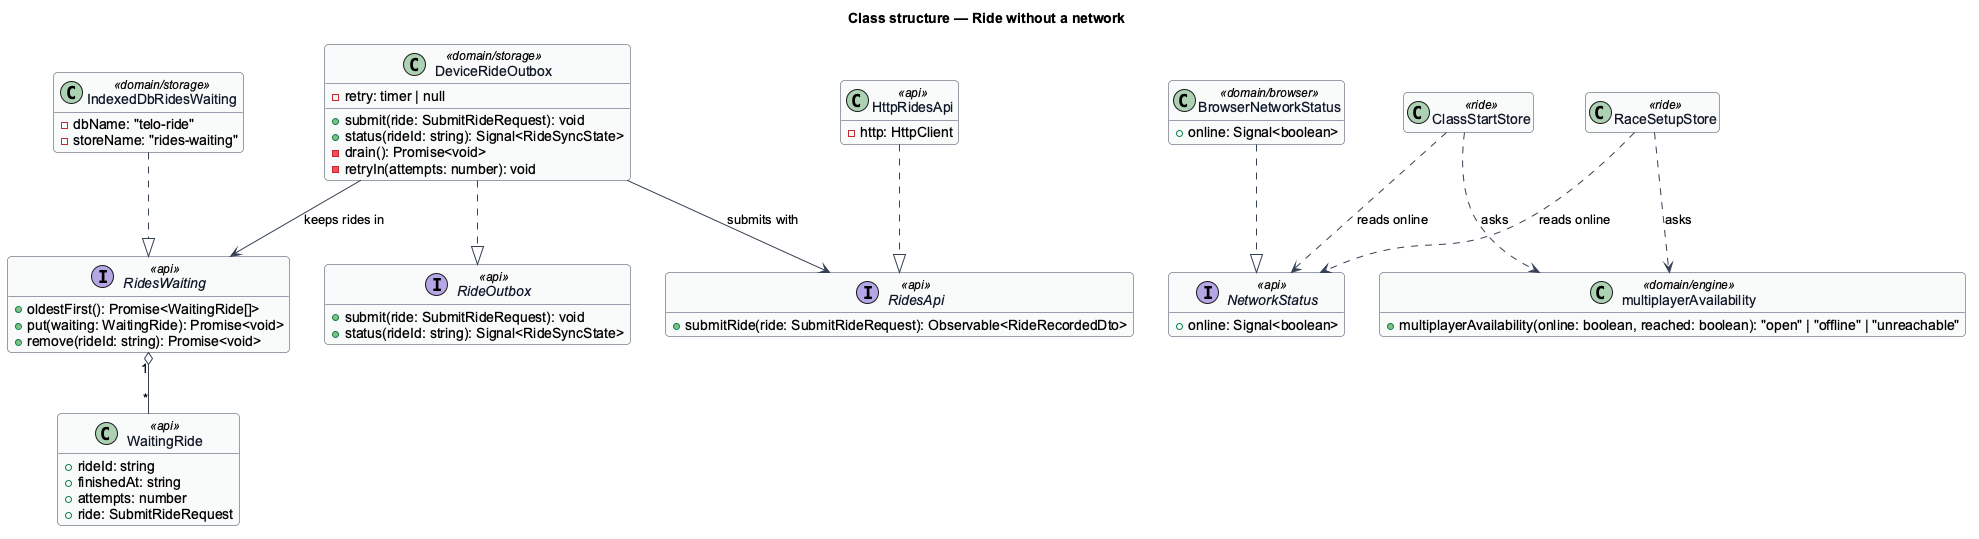 Class structure — Ride without a network
«domain/storage»
IndexedDbRidesWaiting
dbName: "telo-ride"
storeName: "rides-waiting"
«domain/storage»
DeviceRideOutbox
retry: timer | null
submit(ride: SubmitRideRequest): void
status(rideId: string): Signal<RideSyncState>
drain(): Promise<void>
retryIn(attempts: number): void
«api»
HttpRidesApi
http: HttpClient
«domain/browser»
BrowserNetworkStatus
online: Signal<boolean>
«ride»
ClassStartStore
«ride»
RaceSetupStore
keeps rides in
submits with
reads online
asks
reads online
asks
«api»
RidesWaiting
oldestFirst(): Promise<WaitingRide[]>
put(waiting: WaitingRide): Promise<void>
remove(rideId: string): Promise<void>
«api»
RideOutbox
submit(ride: SubmitRideRequest): void
status(rideId: string): Signal<RideSyncState>
«api»
RidesApi
submitRide(ride: SubmitRideRequest): Observable<RideRecordedDto>
«api»
NetworkStatus
online: Signal<boolean>
«domain/engine»
multiplayerAvailability
multiplayerAvailability(online: boolean, reached: boolean): "open" | "offline" | "unreachable"
1
*
«api»
WaitingRide
rideId: string
finishedAt: string
attempts: number
ride: SubmitRideRequest